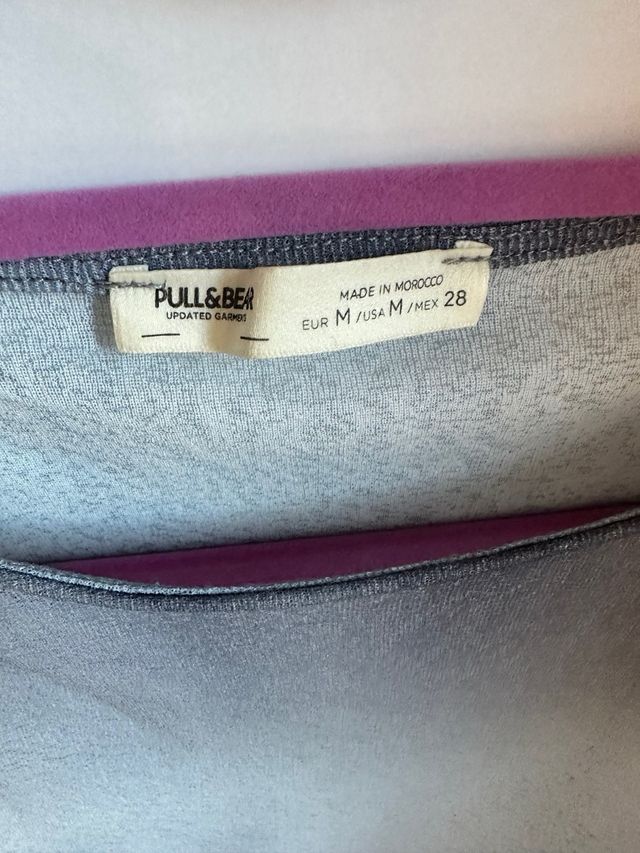 PULL&BEAR
UPDATED GARMENTS
MADE IN MOROCCO
EUR M / USA M / MEX 28